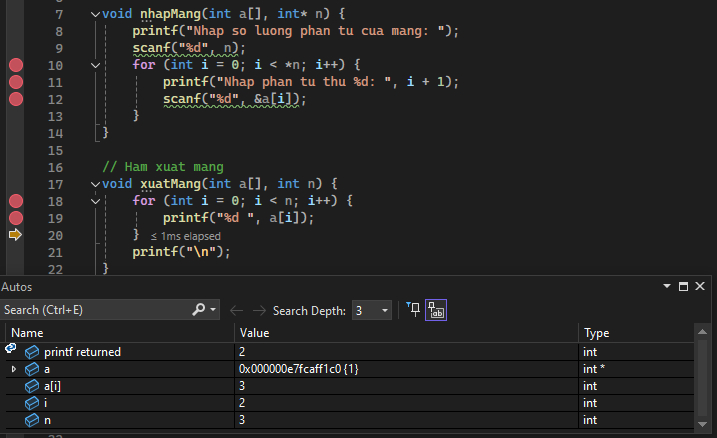 7 void nhapMang(int a[], int* n) {
8 printf("Nhap so luong phan tu cua mang: ");
9 scanf("%d", n);
10 for (int i = 0; i < *n; i++) {
11 printf("Nhap phan tu thu %d: ", i + 1);
12 scanf("%d", &a[i]);
13 }
14 }
15
16 // Ham xuat mang
17 void xuatMang(int a[], int n) {
18 for (int i = 0; i < n; i++) {
19 printf("%d ", a[i]);
20 } ≤ 1ms elapsed
21 printf("\n");
22 }
Autos
Search (Ctrl+E) Search Depth: 3
Name Value Type
printf returned 2 int
a 0x000000e7fcaff1c0 {1} int *
a[i] 3 int
i 2 int
n 3 int